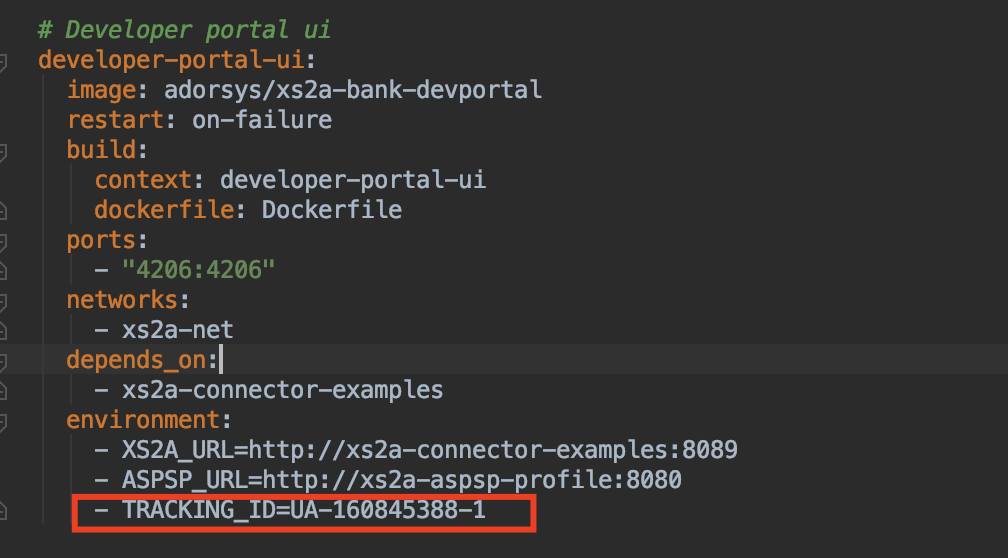 # Developer portal ui
developer-portal-ui:
image: adorsys/xs2a-bank-devportal
restart: on-failure
build:
context: developer-portal-ui
dockerfile: Dockerfile
ports:
- "4206:4206"
networks:
- xs2a-net
depends_on:
- xs2a-connector-examples
environment:
- XS2A_URL=http://xs2a-connector-examples:8089
- ASPSP_URL=http://xs2a-aspsp-profile:8080
- TRACKING_ID=UA-160845388-1